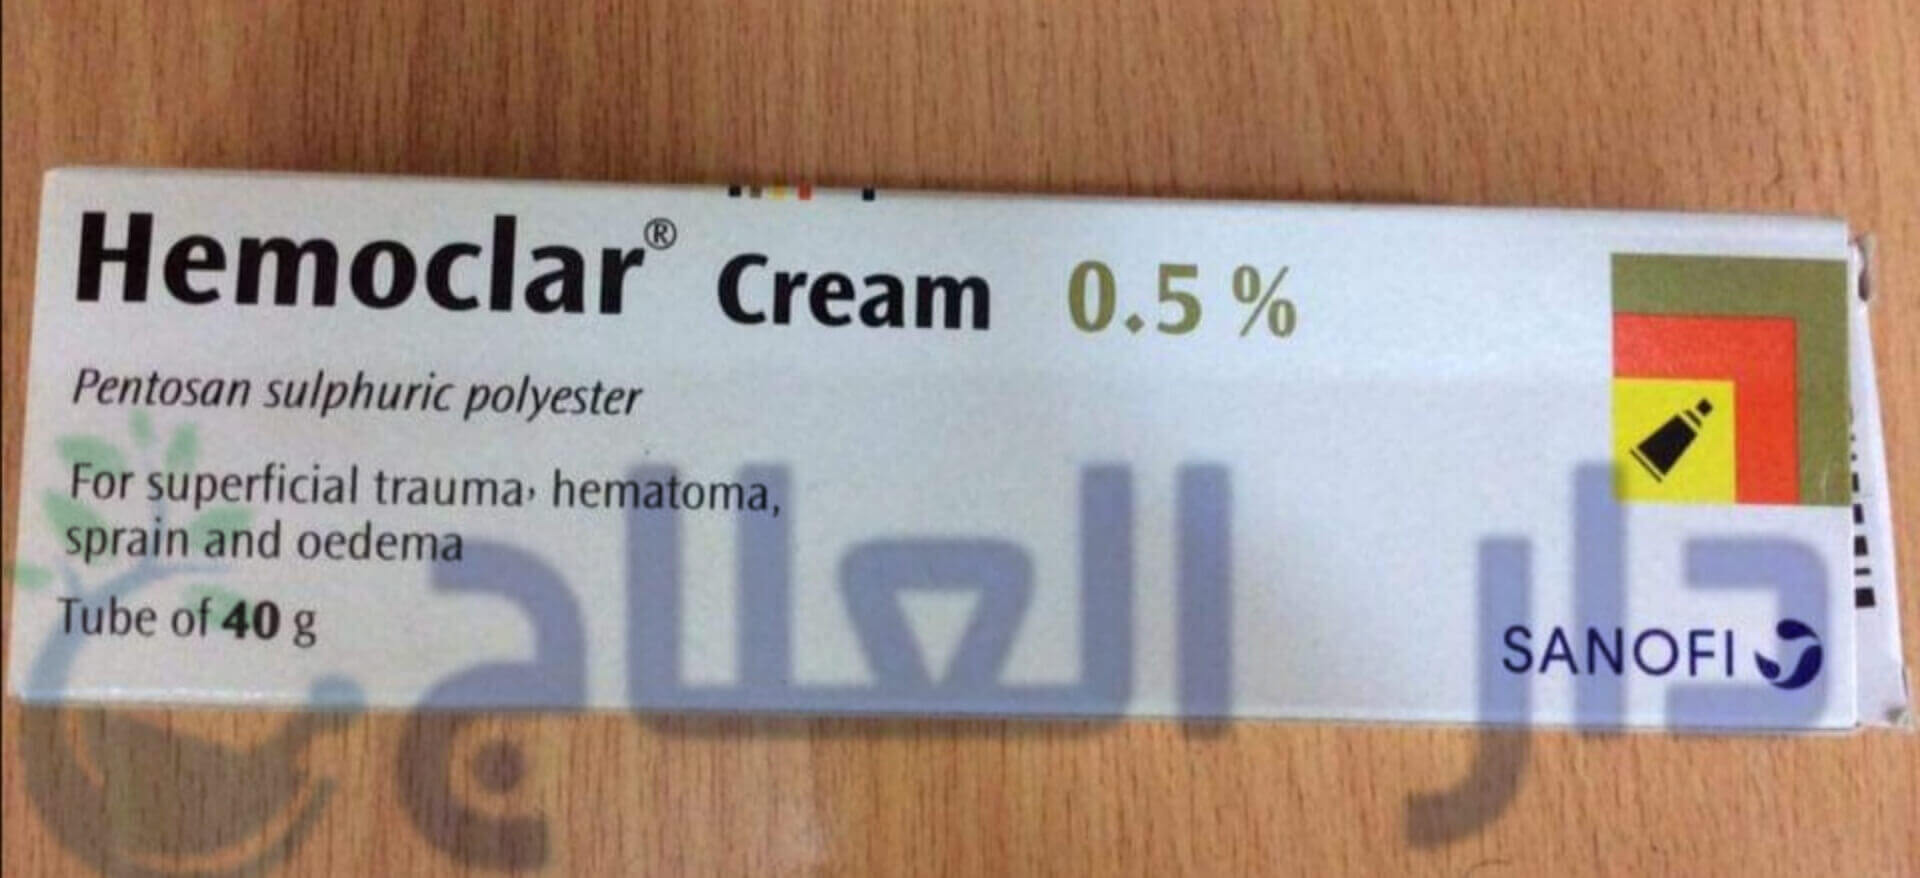 Hemoclar® Cream 0.5 %
Pentosan sulphuric polyester
For superficial trauma, hematoma,
sprain and oedema
Tube of 40 g
SANOFI
دار العلاج